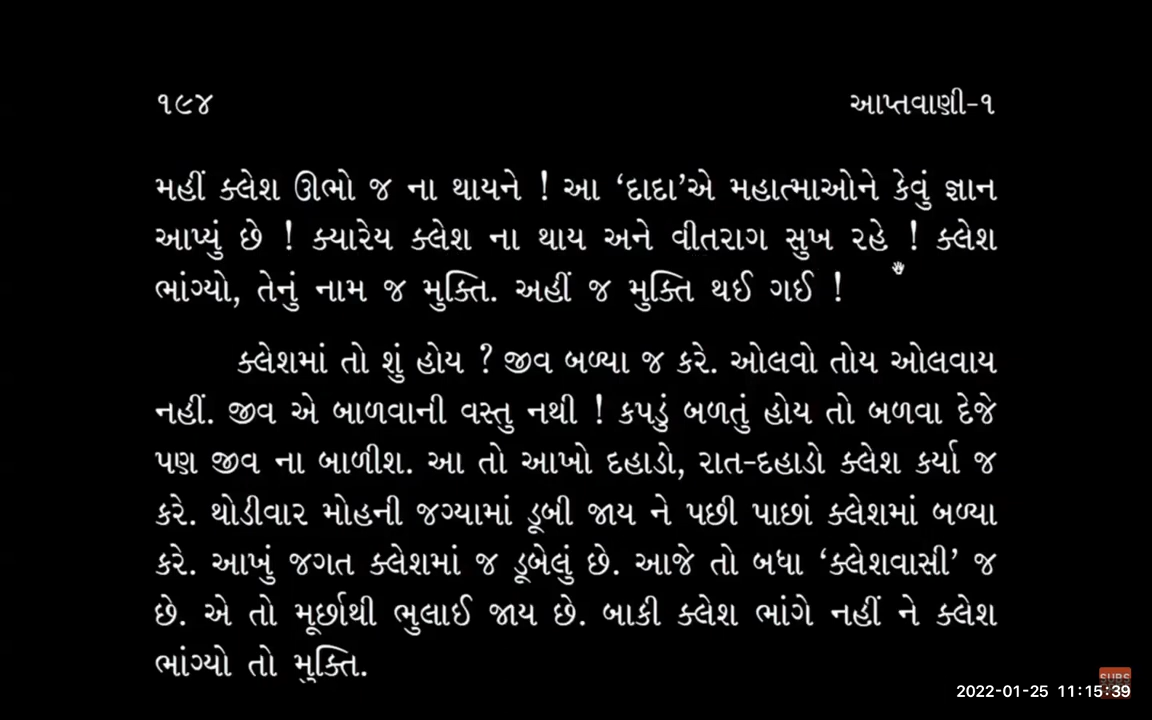 ૧૯૪ આપ્તવાણી-૧
મહીં ક્લેશ ઊભો જ ના થાયને ! આ ‘દાદા’એ મહાત્માઓને કેવું જ્ઞાન
આપ્યું છે ! ક્યારેય ક્લેશ ના થાય અને વીતરાગ સુખ રહે ! ક્લેશ
ભાંગ્યો, તેનું નામ જ મુક્તિ. અહીં જ મુક્તિ થઈ ગઈ !
ક્લેશમાં તો શું હોય ? જીવ બળ્યા જ કરે. ઓલવો તોય ઓલવાય
નહીં. જીવ એ બાળવાની વસ્તુ નથી ! કપડું બળતું હોય તો બળવા દેજે
પણ જીવ ના બાળીશ. આ તો આખો દહાડો, રાત-દહાડો ક્લેશ કર્યા જ
કરે. થોડીવાર મોહની જગ્યામાં ડૂબી જાય ને પછી પાછાં ક્લેશમાં બળ્યા
કરે. આખું જગત ક્લેશમાં જ ડૂબેલું છે. આજે તો બધા ‘ક્લેશવાસી’ જ
છે. એ તો મૂર્છાથી ભુલાઈ જાય છે. બાકી ક્લેશ ભાંગે નહીં ને ક્લેશ
ભાંગ્યો તો મુક્તિ.
SUBS
2022-01-25 11:15:39